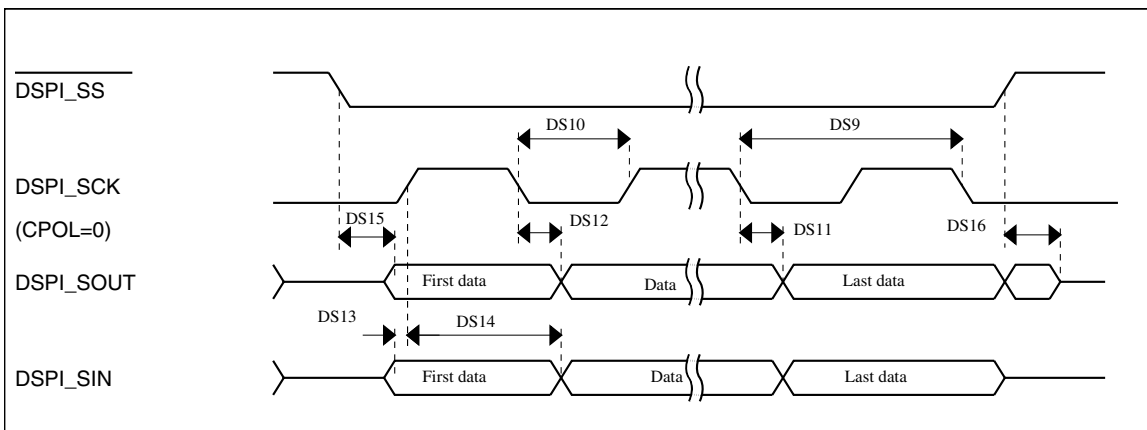 DSPI_SS
DS10
DS9
DSPI_SCK
(CPOL=0)
DS15
DS12
DS11
DS16
DSPI_SOUT
First data
Data
Last data
DS13
DS14
DSPI_SIN
First data
Data
Last data